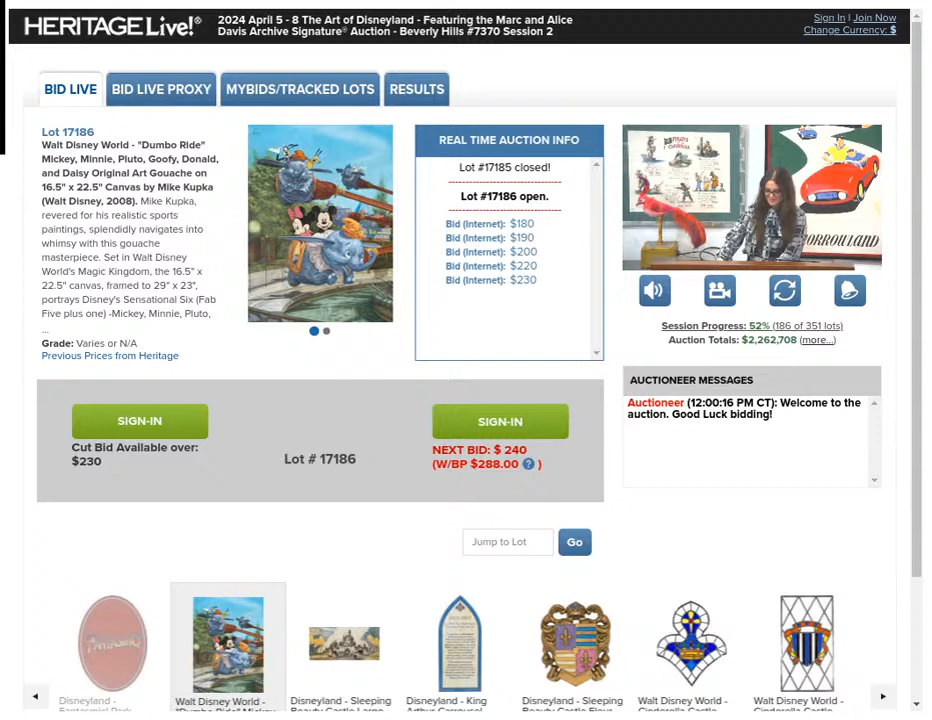 HERITAGE Live!®
2024 April 5 - 8 The Art of Disneyland - Featuring the Marc and Alice
Davis Archive Signature® Auction - Beverly Hills #7370 Session 2
Sign In | Join Now
Change Currency: $
BID LIVE
BID LIVE PROXY
MYBIDS/TRACKED LOTS
RESULTS
Lot 17186
Walt Disney World - "Dumbo Ride"
Mickey, Minnie, Pluto, Goofy, Donald,
and Daisy Original Art Gouache on
16.5" x 22.5" Canvas by Mike Kupka
(Walt Disney, 2008). Mike Kupka,
revered for his realistic sports
paintings, splendidly navigates into
whimsy with this gouache
masterpiece. Set in Walt Disney
World's Magic Kingdom, the 16.5" x
22.5" canvas, framed to 29" x 23",
portrays Disney's Sensational Six (Fab
Five plus one) -Mickey, Minnie, Pluto,
...
Grade: Varies or N/A
Previous Prices from Heritage
REAL TIME AUCTION INFO
Lot #17185 closed!
Lot #17186 open.
Bid (Internet): $180
Bid (Internet): $190
Bid (Internet): $200
Bid (Internet): $220
Bid (Internet): $230
Session Progress: 52% (186 of 351 lots)
Auction Totals: $2,262,708 (more...)
AUCTIONEER MESSAGES
Auctioneer (12:00:16 PM CT): Welcome to the
auction. Good Luck bidding!
SIGN-IN
Cut Bid Available over:
$230
Lot # 17186
SIGN-IN
NEXT BID: $ 240
(W/BP $288.00 ? )
Jump to Lot
Go
Disneyland -
Walt Disney World -
Disneyland - Sleeping
Disneyland - King
Disneyland - Sleeping
Walt Disney World -
Walt Disney World -